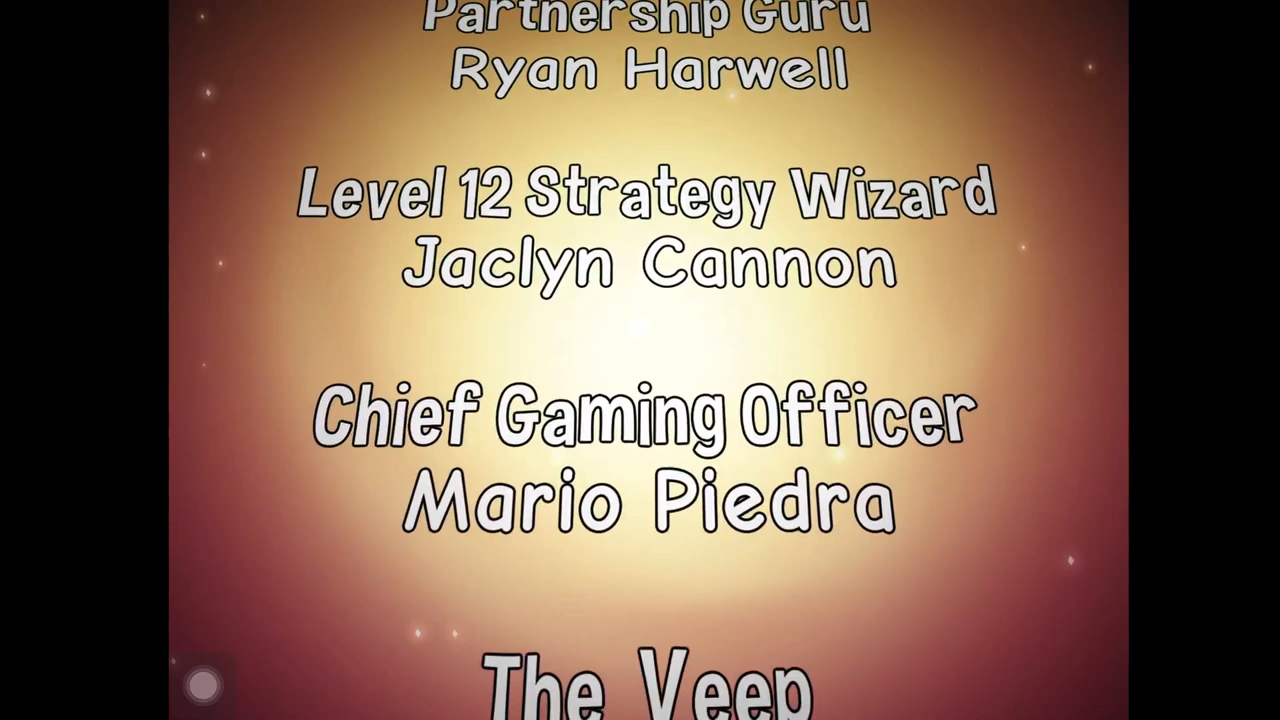 Partnership Guru
Ryan Harwell
Level 12 Strategy Wizard
Jaclyn Cannon
Chief Gaming Officer
Mario Piedra
The Veep